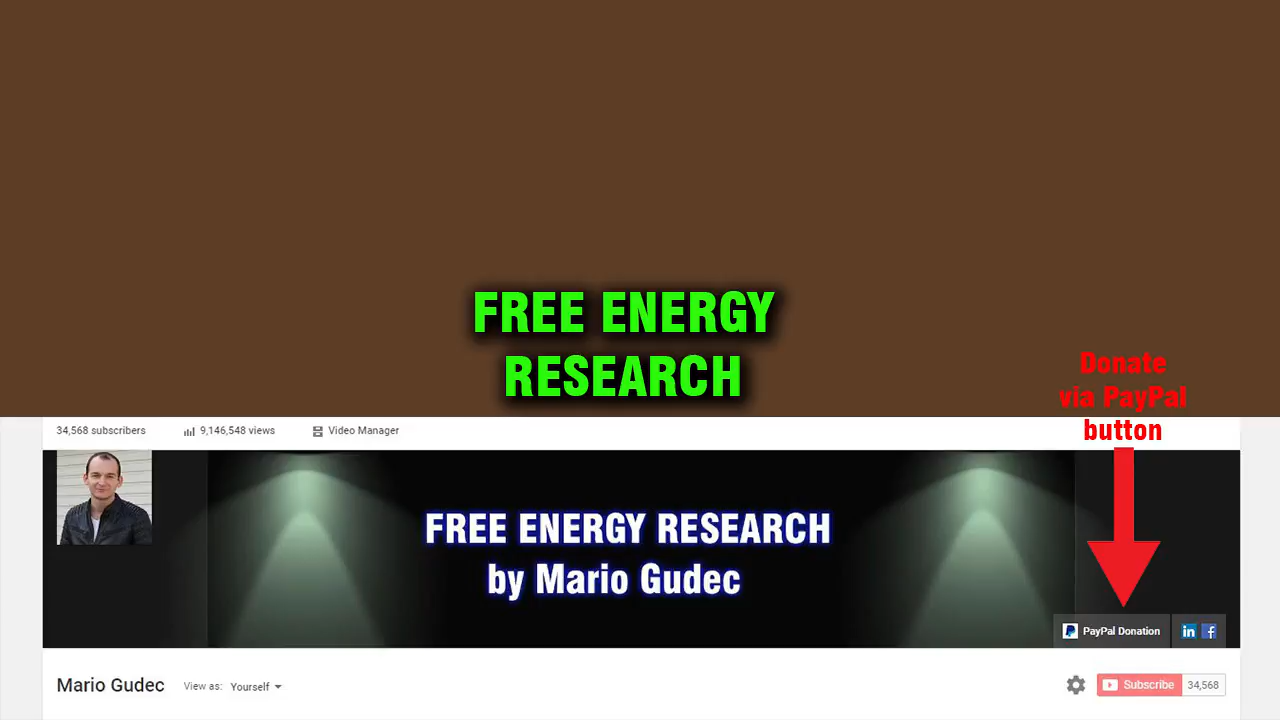 FREE ENERGY
RESEARCH
Donate
via PayPal
button
34,568 subscribers
9,146,548 views
Video Manager
FREE ENERGY RESEARCH
by Mario Gudec
PayPal Donation
Mario Gudec
View as: Yourself
Subscribe
34,568